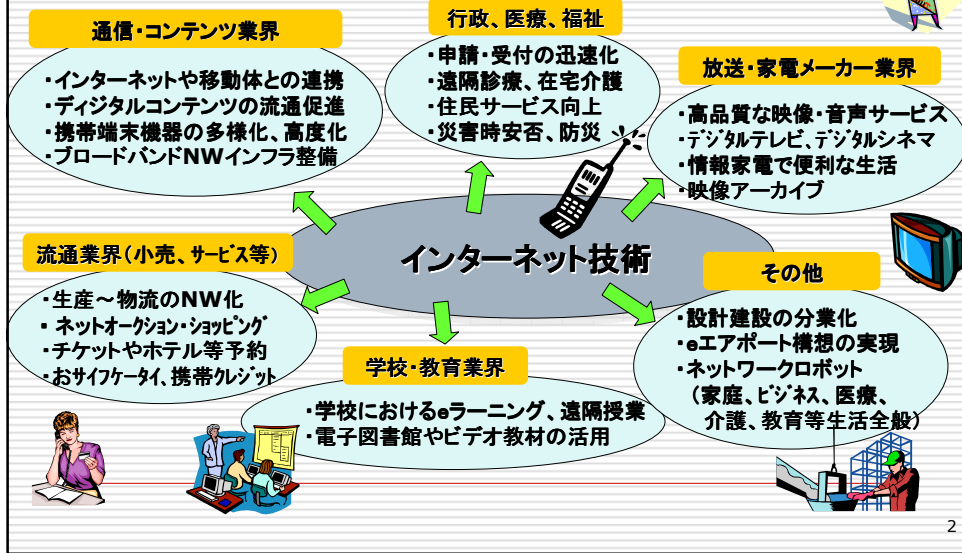 通信・コンテンツ業界
・インターネットや移動体との連携
・ディジタルコンテンツの流通促進
・携帯端末機器の多様化、高度化
・ブロードバンドNWインフラ整備
行政、医療、福祉
・申請・受付の迅速化
・遠隔診療、在宅介護
・住民サービス向上
・災害時安否、防災
放送・家電メーカー業界
・高品質な映像・音声サービス
・デジタルテレビ、デジタルシネマ
・情報家電で便利な生活
・映像アーカイブ
インターネット技術
流通業界(小売、サービス等)
・生産～物流のNW化
・ネットオークション・ショッピング
・チケットやホテル等予約
・おサイフケータイ、携帯クレジット
学校・教育業界
・学校におけるeラーニング、遠隔授業
・電子図書館やビデオ教材の活用
その他
・設計建設の分業化
・eエアポート構想の実現
・ネットワークロボット
(家庭、ビジネス、医療、
介護、教育等生活全般)
2